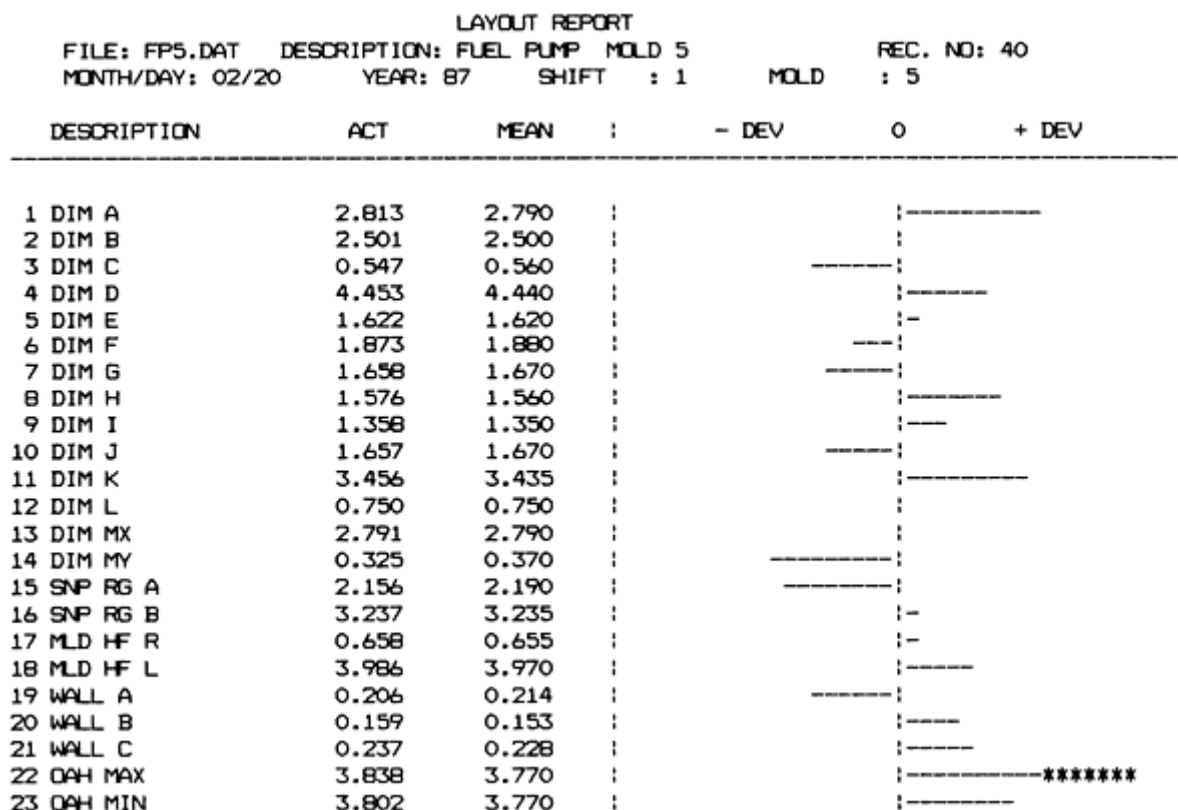 LAYOUT REPORT
FILE: FP5.DAT DESCRIPTION: FUEL PUMP MOLD 5 REC. NO: 40
MONTH/DAY: 02/20 YEAR: 87 SHIFT : 1 MOLD : 5
DESCRIPTION ACT MEAN : - DEV 0 + DEV
--------------------------------------------------------------------------------
1 DIM A 2.813 2.790 : :----------
2 DIM B 2.501 2.500 : :
3 DIM C 0.547 0.560 : ------:
4 DIM D 4.453 4.440 : :------
5 DIM E 1.622 1.620 : :-
6 DIM F 1.873 1.880 : ---:
7 DIM G 1.658 1.670 : -----:
8 DIM H 1.576 1.560 : :-------
9 DIM I 1.358 1.350 : :---
10 DIM J 1.657 1.670 : -----:
11 DIM K 3.456 3.435 : :---------
12 DIM L 0.750 0.750 : :
13 DIM MX 2.791 2.790 : :
14 DIM MY 0.325 0.370 : ---------:
15 SNP RG A 2.156 2.190 : --------:
16 SNP RG B 3.237 3.235 : :-
17 MLD HF R 0.658 0.655 : :-
18 MLD HF L 3.986 3.970 : :-----
19 WALL A 0.206 0.214 : ------:
20 WALL B 0.159 0.153 : :----
21 WALL C 0.237 0.228 : :-----
22 OAH MAX 3.838 3.770 : :----------*******
23 OAH MIN 3.802 3.770 : :--------